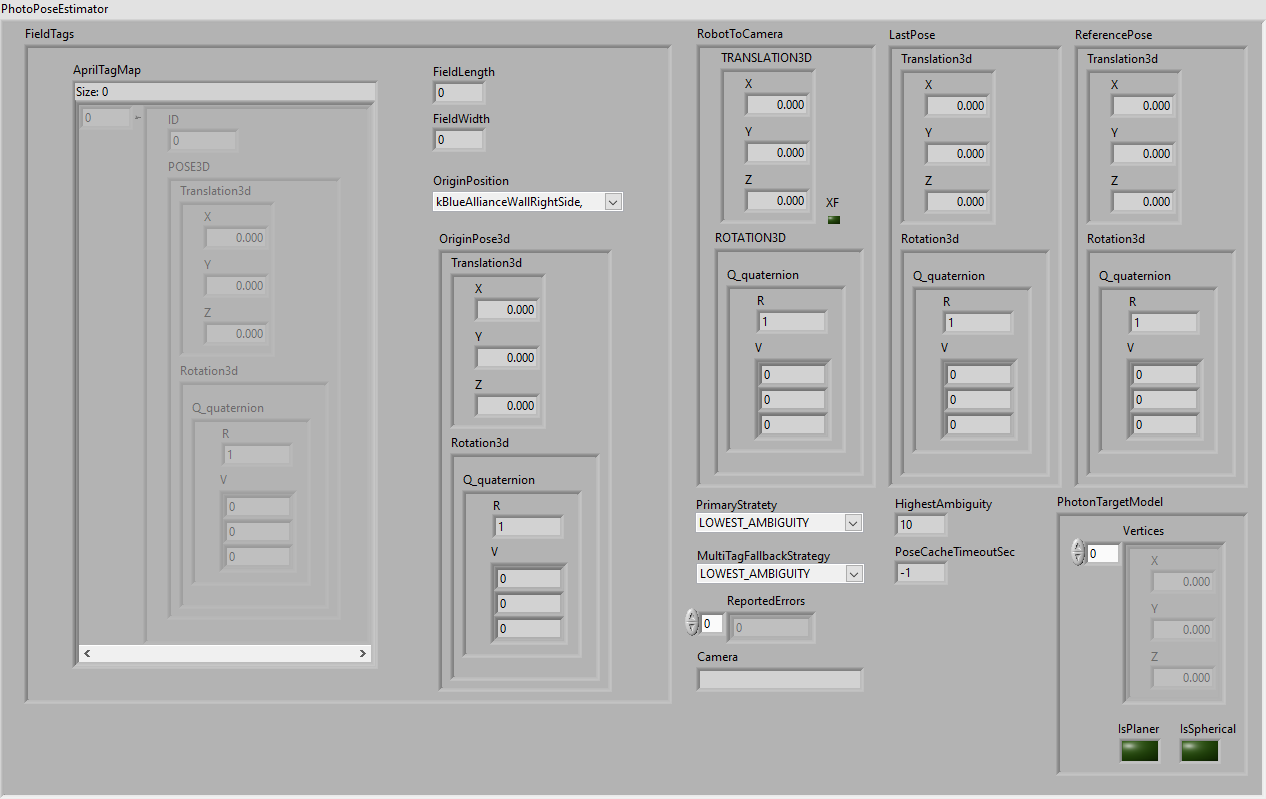 PhotoPoseEstimator
FieldTags
AprilTagMap
Size: 0
0
ID
0
POSE3D
Translation3d
X
0.000
Y
0.000
Z
0.000
Rotation3d
Q_quaternion
R
1
V
0
0
0
FieldLength
0
FieldWidth
0
OriginPosition
kBlueAllianceWallRightSide,
OriginPose3d
Translation3d
X
0.000
Y
0.000
Z
0.000
Rotation3d
Q_quaternion
R
1
V
0
0
0
RobotToCamera
TRANSLATION3D
X
0.000
Y
0.000
Z
0.000
XF
ROTATION3D
Q_quaternion
R
1
V
0
0
0
LastPose
Translation3d
X
0.000
Y
0.000
Z
0.000
Rotation3d
Q_quaternion
R
1
V
0
0
0
ReferencePose
Translation3d
X
0.000
Y
0.000
Z
0.000
Rotation3d
Q_quaternion
R
1
V
0
0
0
PrimaryStratety
LOWEST_AMBIGUITY
MultiTagFallbackStrategy
LOWEST_AMBIGUITY
ReportedErrors
0
0
Camera
HighestAmbiguity
10
PoseCacheTimeoutSec
-1
PhotonTargetModel
Vertices
0
X
0.000
Y
0.000
Z
0.000
IsPlaner
IsSpherical